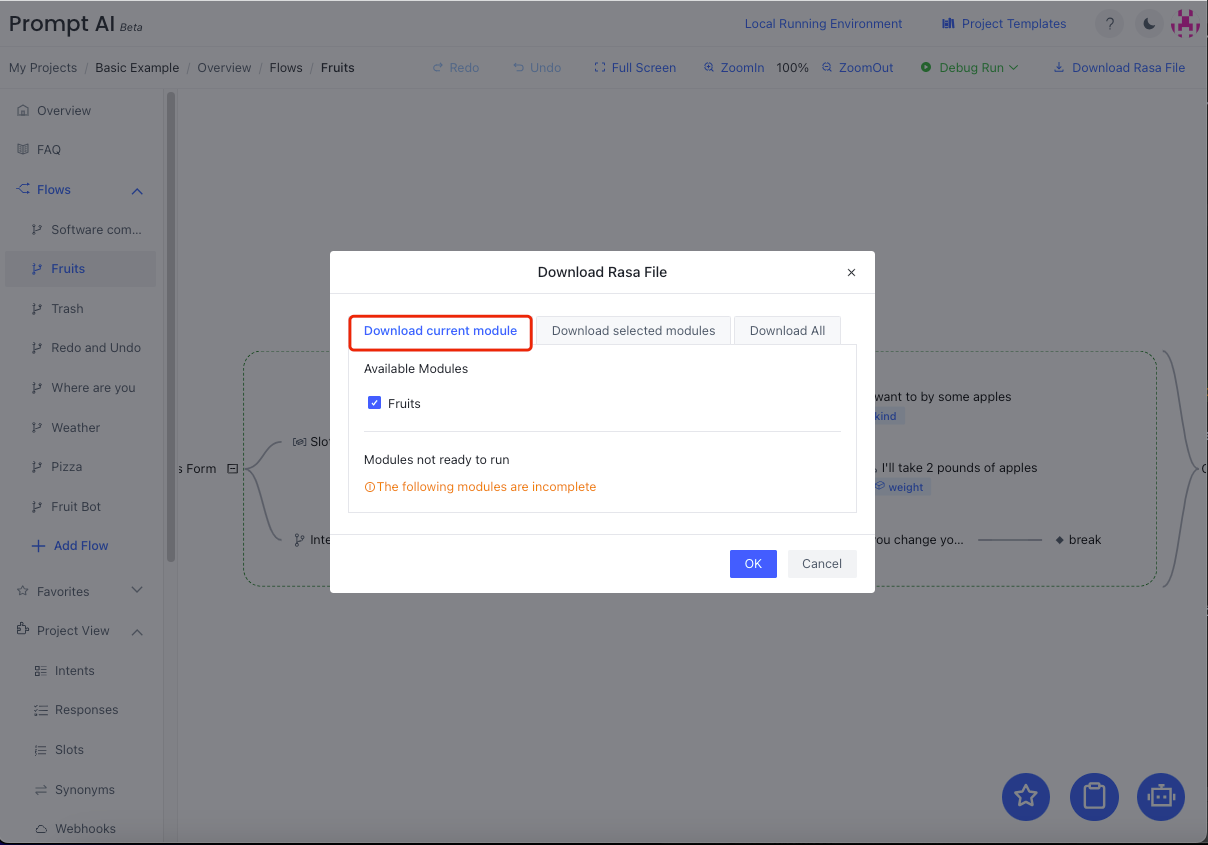 Prompt AI Beta
Local Running Environment
Project Templates
?
My Projects / Basic Example / Overview / Flows / Fruits
Redo
Undo
Full Screen
ZoomIn
100%
ZoomOut
Debug Run
Download Rasa File
Overview
FAQ
Flows
Software com...
Fruits
Trash
Redo and Undo
Where are you
Weather
Pizza
Fruit Bot
Add Flow
Favorites
Project View
Intents
Responses
Slots
Synonyms
Webhooks
Download Rasa File
Download current module
Download selected modules
Download All
Available Modules
Fruits
Modules not ready to run
The following modules are incomplete
OK
Cancel
s Form
want to by some apples
kind
I'll take 2 pounds of apples
weight
you change yo...
break